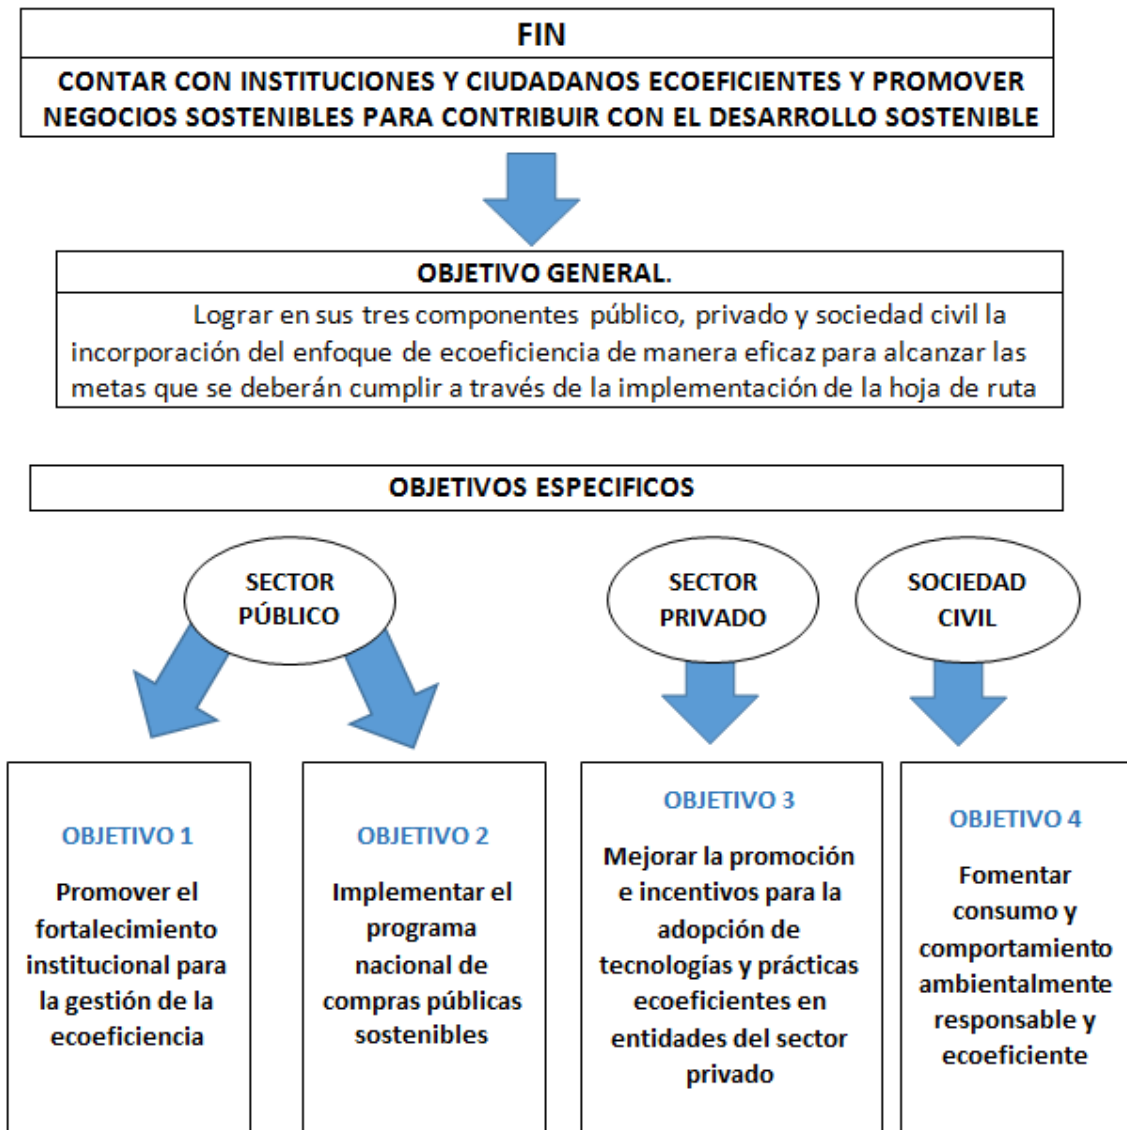 FIN
CONTAR CON INSTITUCIONES Y CIUDADANOS ECOEFICIENTES Y PROMOVER
NEGOCIOS SOSTENIBLES PARA CONTRIBUIR CON EL DESARROLLO SOSTENIBLE
OBJETIVO GENERAL.
Lograr en sus tres componentes público, privado y sociedad civil la
incorporación del enfoque de ecoeficiencia de manera eficaz para alcanzar las
metas que se deberán cumplir a través de la implementación de la hoja de ruta
OBJETIVOS ESPECIFICOS
SECTOR
PÚBLICO
SECTOR
PRIVADO
SOCIEDAD
CIVIL
OBJETIVO 1
Promover el
fortalecimiento
institucional para
la gestión de la
ecoeficiencia
OBJETIVO 2
Implementar el
programa
nacional de
compras públicas
sostenibles
OBJETIVO 3
Mejorar la promoción
e incentivos para la
adopción de
tecnologías y prácticas
ecoeficientes en
entidades del sector
privado
OBJETIVO 4
Fomentar
consumo y
comportamiento
ambientalmente
responsable y
ecoeficiente